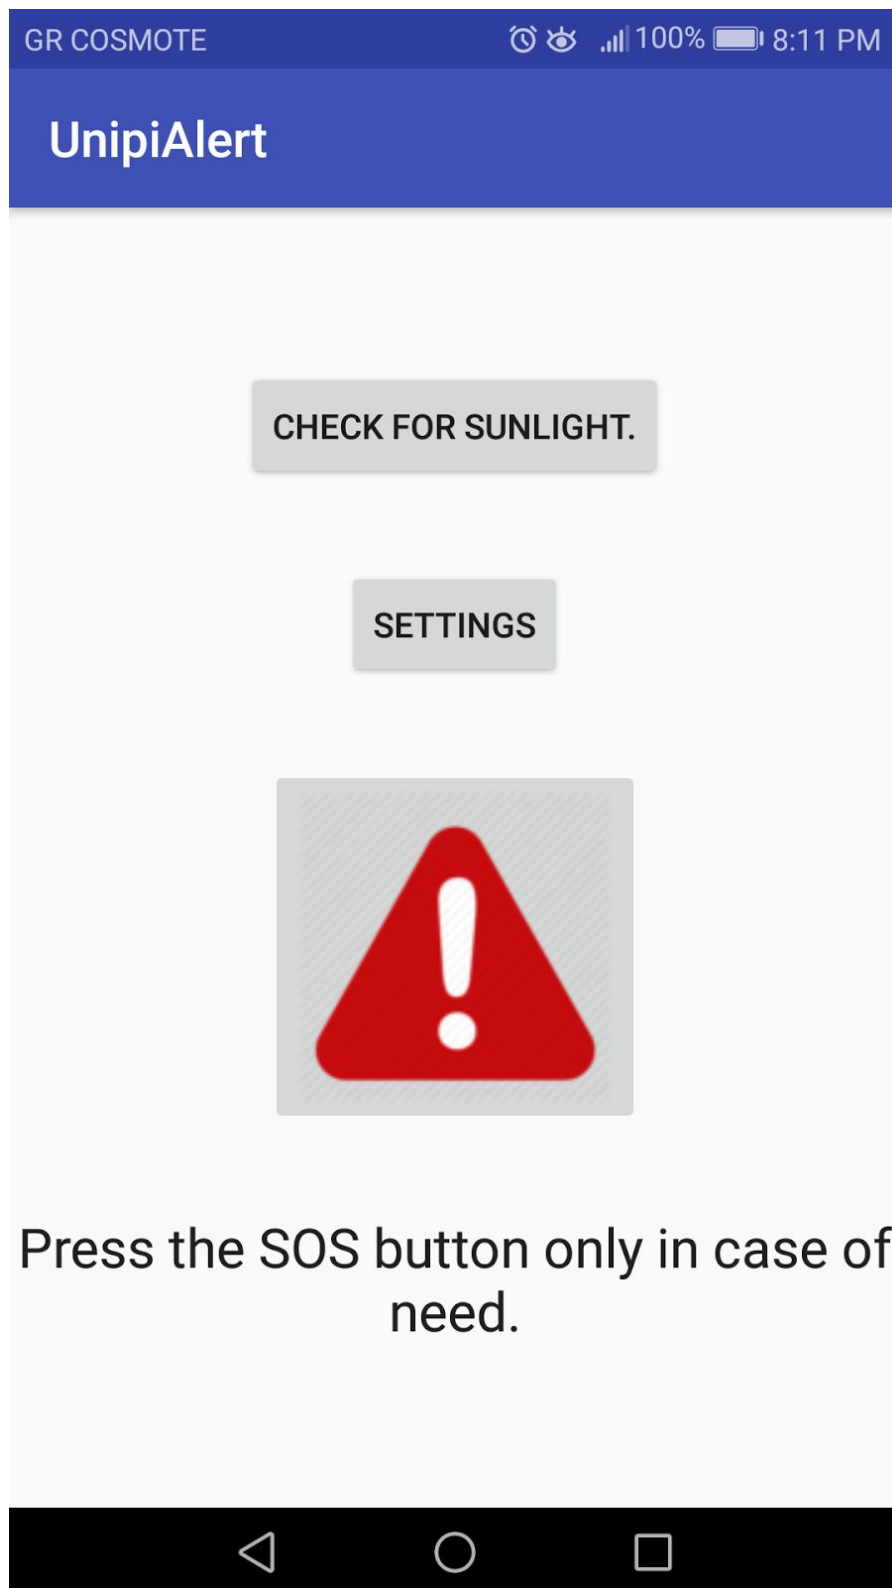 GR COSMOTE 100% 8:11 PM
UnipiAlert
CHECK FOR SUNLIGHT.
SETTINGS
Press the SOS button only in case of
need.